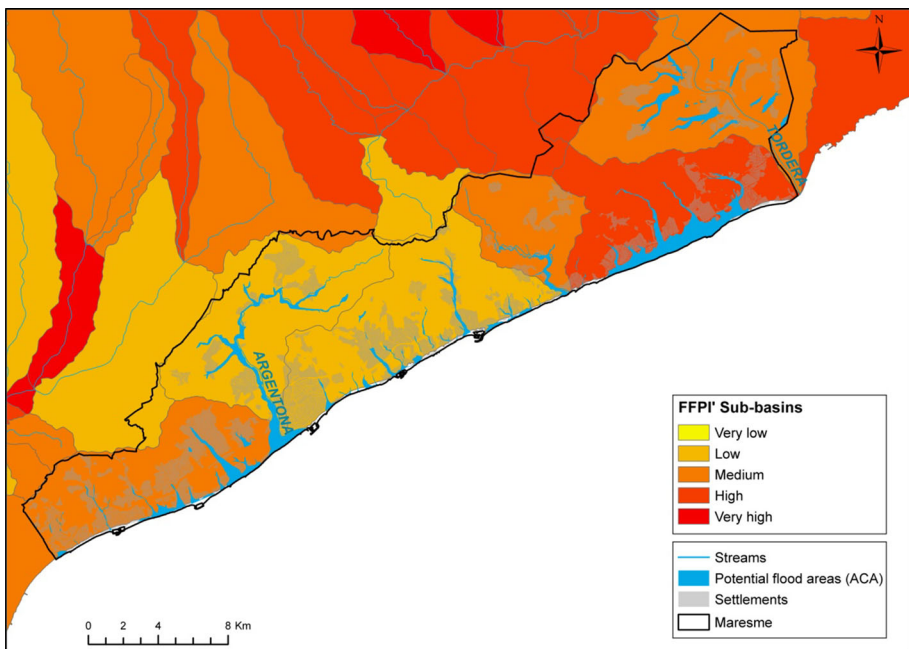 N
TORDERA
ARGENTONA
FFPI' Sub-basins
Very low
Low
Medium
High
Very high
Streams
Potential flood areas (ACA)
Settlements
Maresme
0 2 4 8 Km